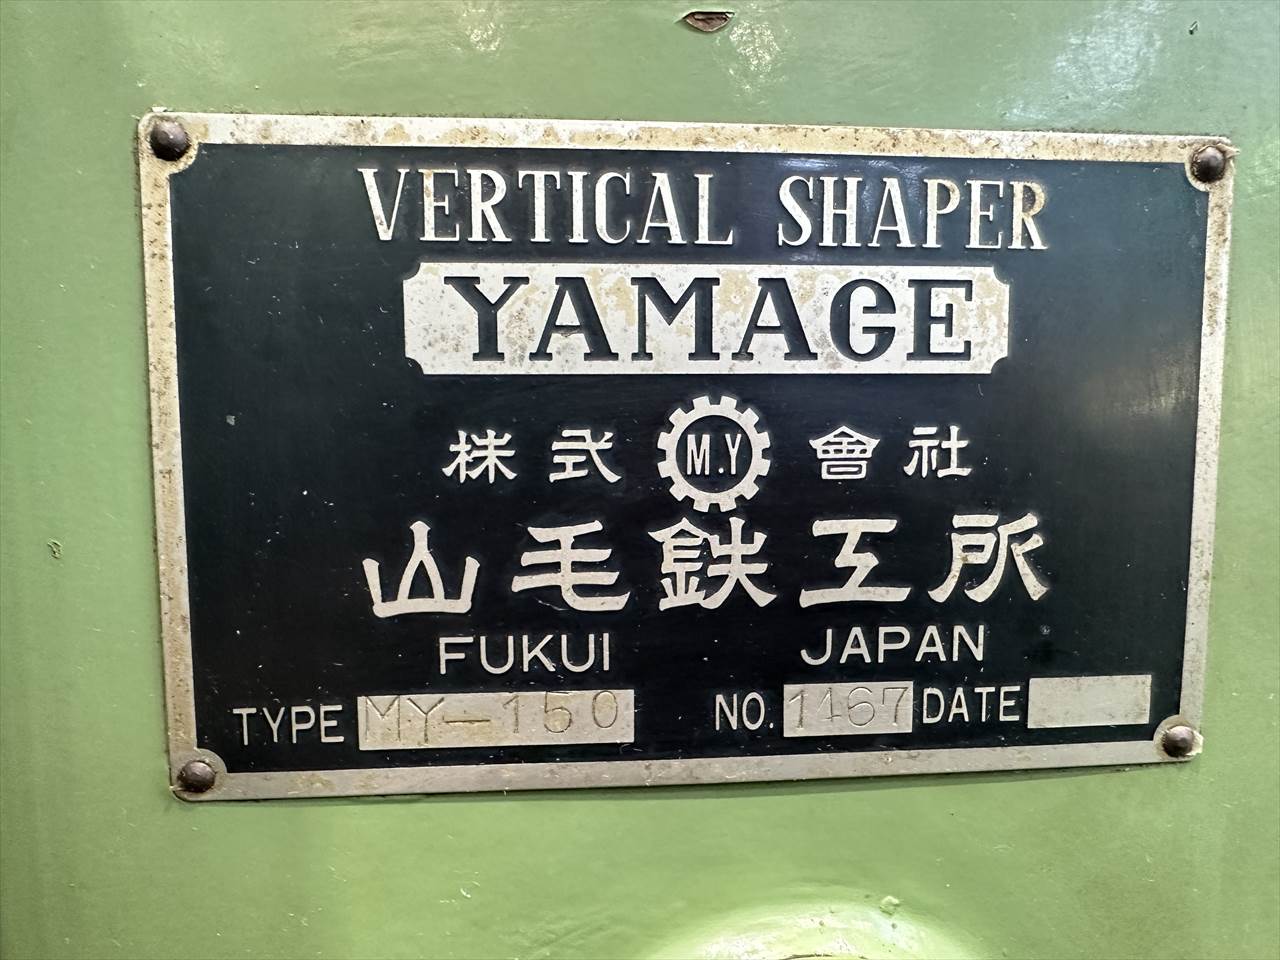 VERTICAL SHAPER
YAMAGE
株式 M.Y 會社
山毛鉄工所
FUKUI JAPAN
TYPE MY-150 NO. 1467 DATE